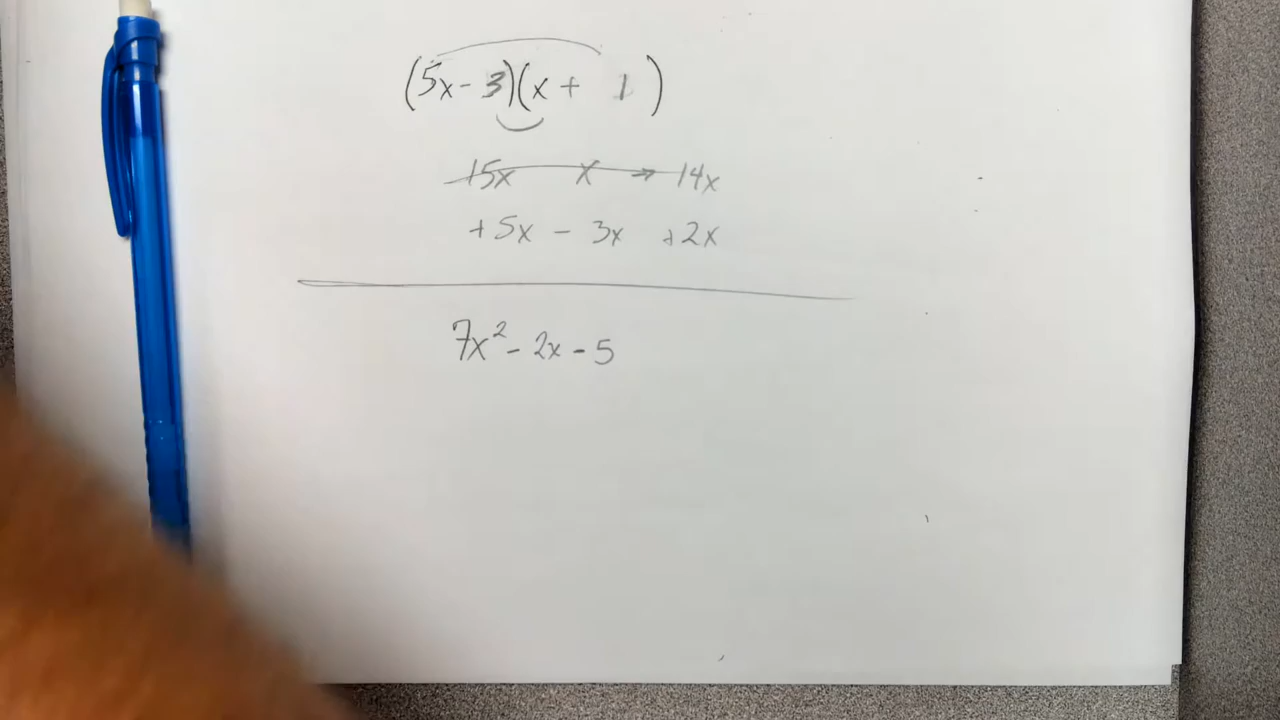 (5x - 3)(x + 1)
15x x → 14x
+5x - 3x +2x
7x² - 2x - 5